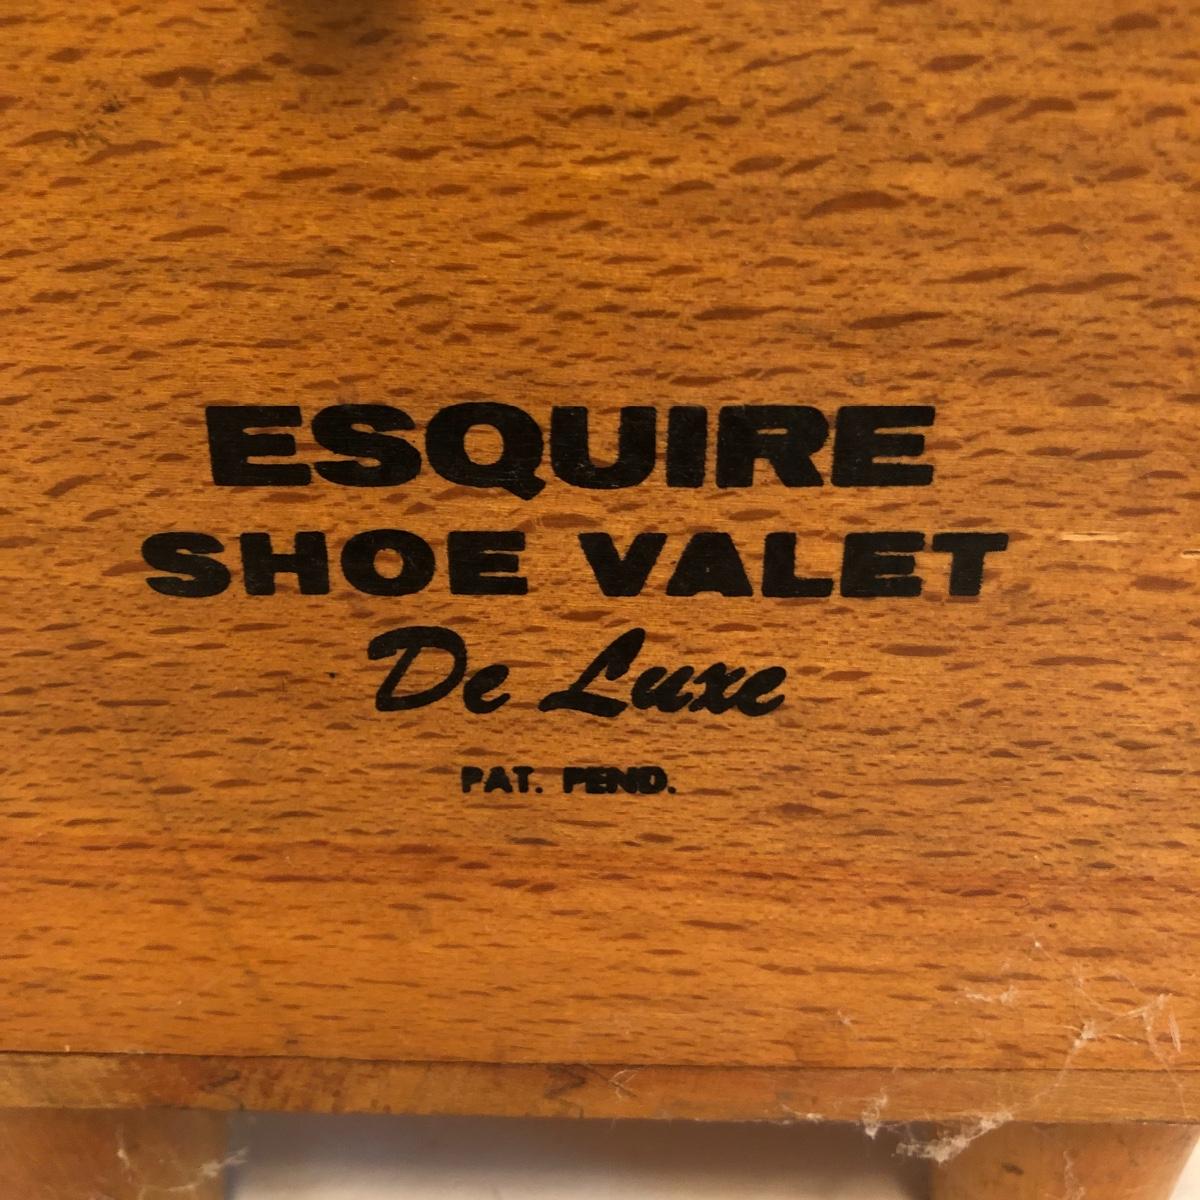 ESQUIRE
SHOE VALET
De Luxe
PAT. PEND.